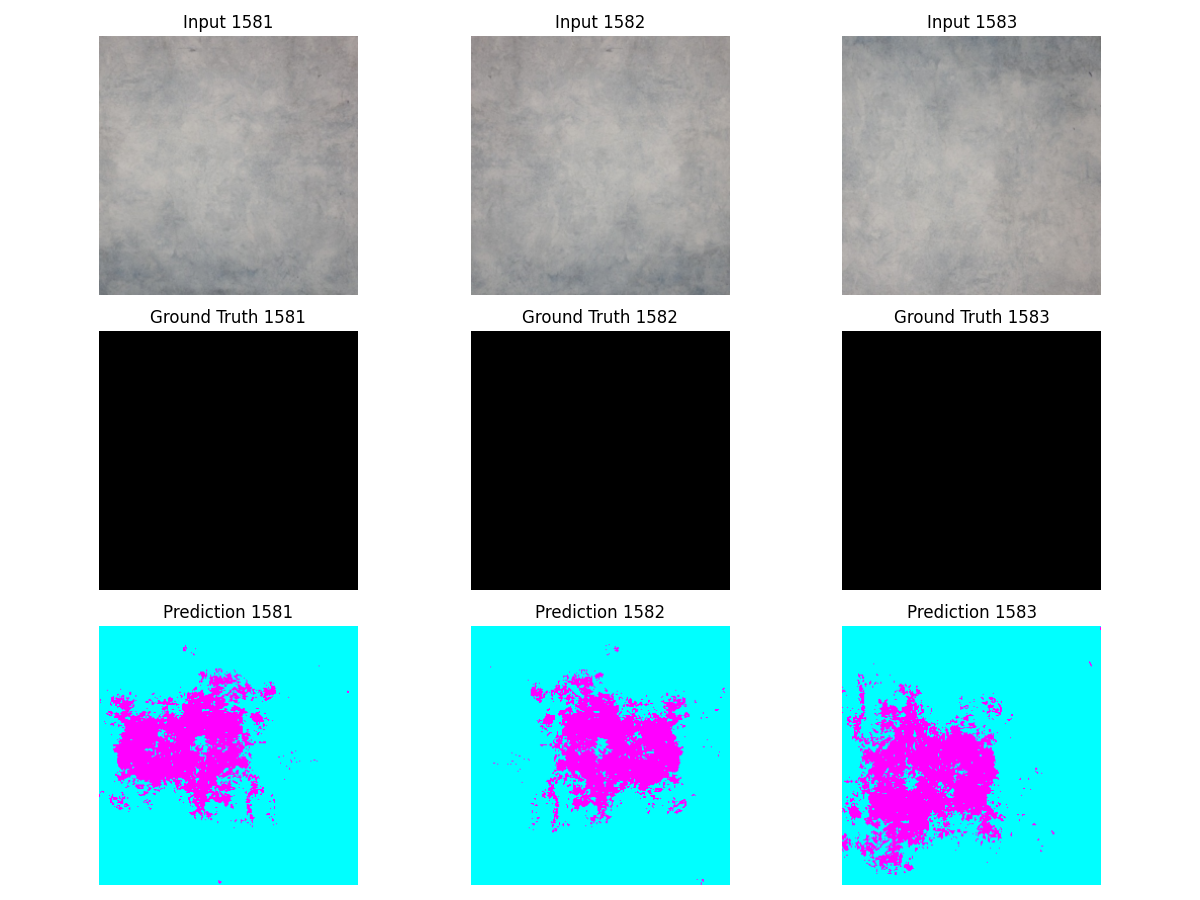 Input 1581
Input 1582
Input 1583
Ground Truth 1581
Ground Truth 1582
Ground Truth 1583
Prediction 1581
Prediction 1582
Prediction 1583